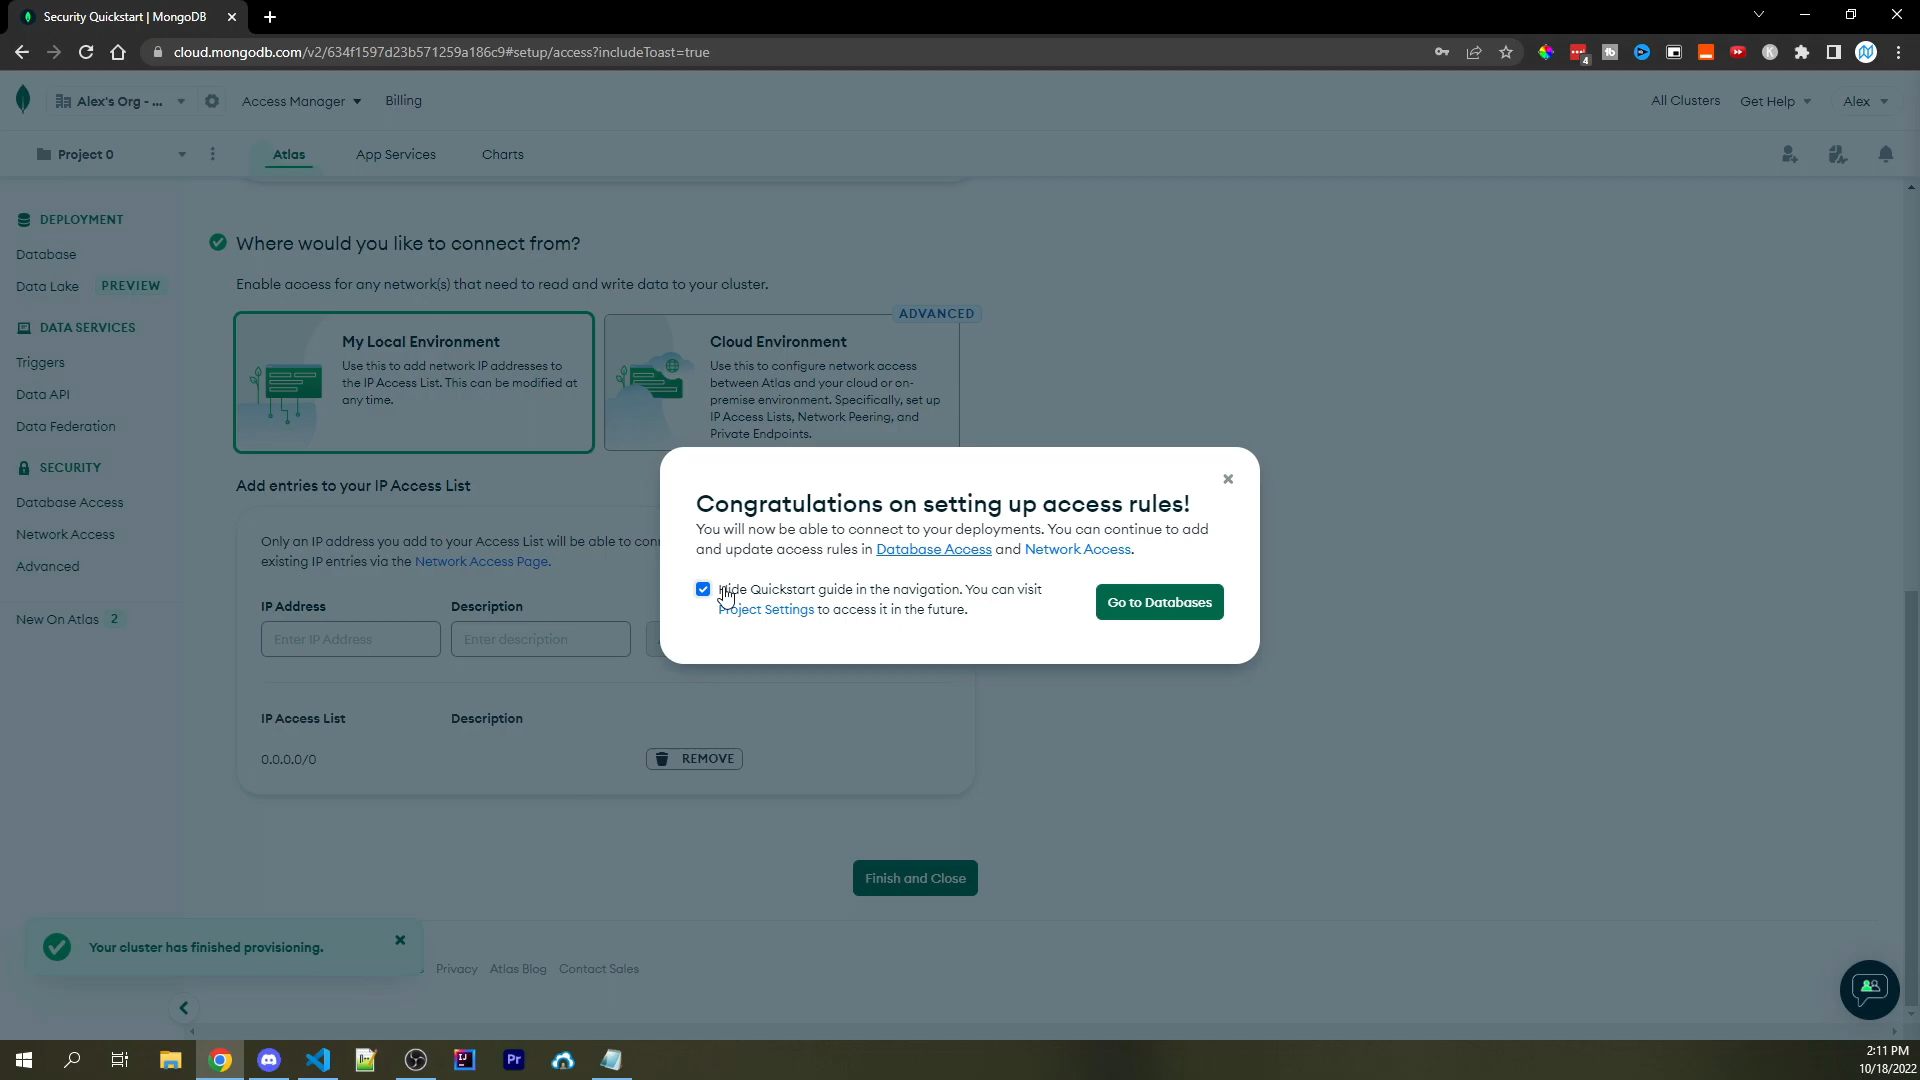 Security Quickstart | MongoDB
cloud.mongodb.com/v2/634f1597d23b571259a186c9#setup/access?includeToast=true
4
Alex's Org - ...
Access Manager
Billing
All Clusters
Get Help
Alex
Project 0
Atlas
App Services
Charts
DEPLOYMENT
Database
Data Lake
PREVIEW
DATA SERVICES
Triggers
Data API
Data Federation
SECURITY
Database Access
Network Access
Advanced
New On Atlas 2
Where would you like to connect from?
Enable access for any network(s) that need to read and write data to your cluster.
My Local Environment
Use this to add network IP addresses to
the IP Access List. This can be modified at
any time.
ADVANCED
Cloud Environment
Use this to configure network access
between Atlas and your cloud or on-
premise environment. Specifically, set up
IP Access Lists, Network Peering, and
Private Endpoints.
Add entries to your IP Access List
Only an IP address you add to your Access List will be able to
existing IP entries via the Network Access Page.
IP Address
Description
Enter IP Address
Enter description
IP Access List
Description
0.0.0.0/0
REMOVE
Congratulations on setting up access rules!
You will now be able to connect to your deployments. You can continue to add
and update access rules in Database Access and Network Access.
Hide Quickstart guide in the navigation. You can visit
Project Settings to access it in the future.
Go to Databases
Finish and Close
Your cluster has finished provisioning.
Privacy
Atlas Blog
Contact Sales
IJ
Pr
2:11 PM
10/18/2022